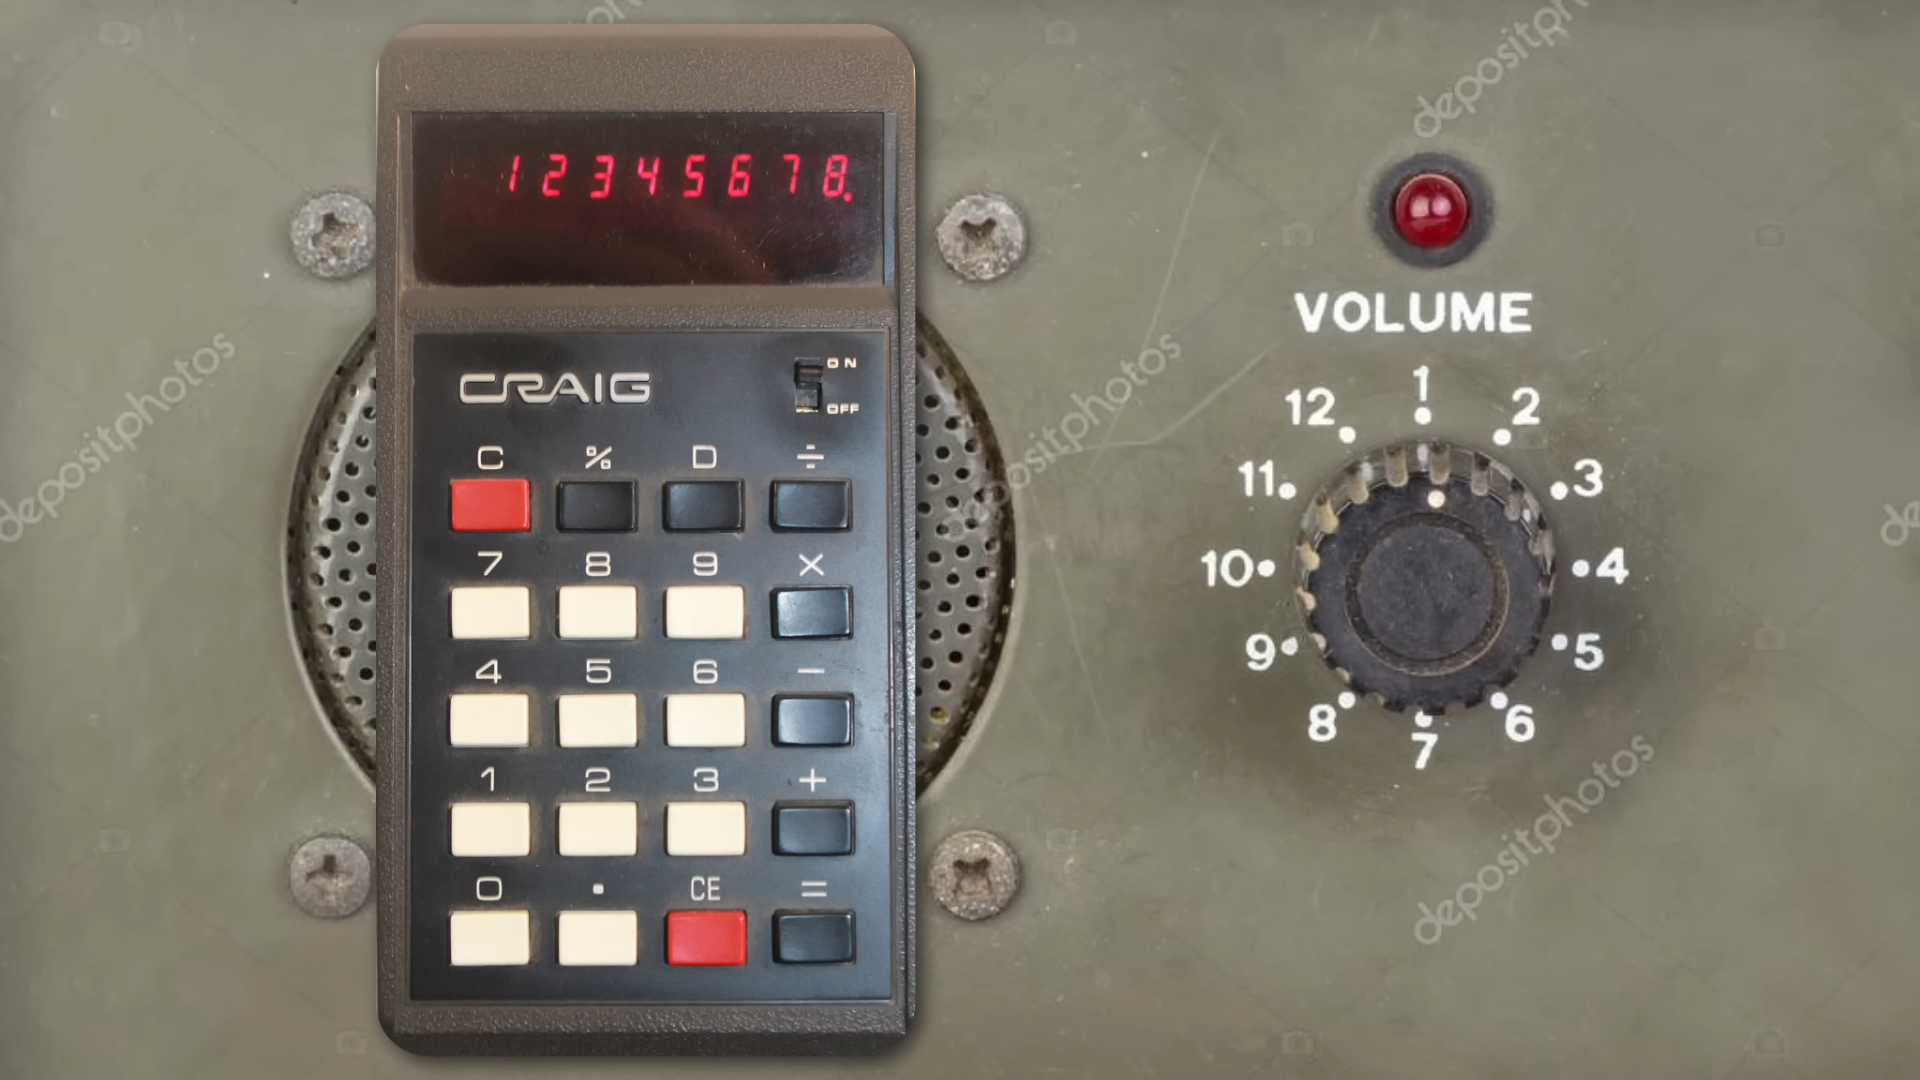 12345678.
CRAIG
ON
OFF
C % D ÷
7 8 9 ×
4 5 6 −
1 2 3 +
0 . CE =
VOLUME
1
2
3
4
5
6
7
8
9
10
11
12
depositphotos
depositphotos
depositphotos
depositphotos